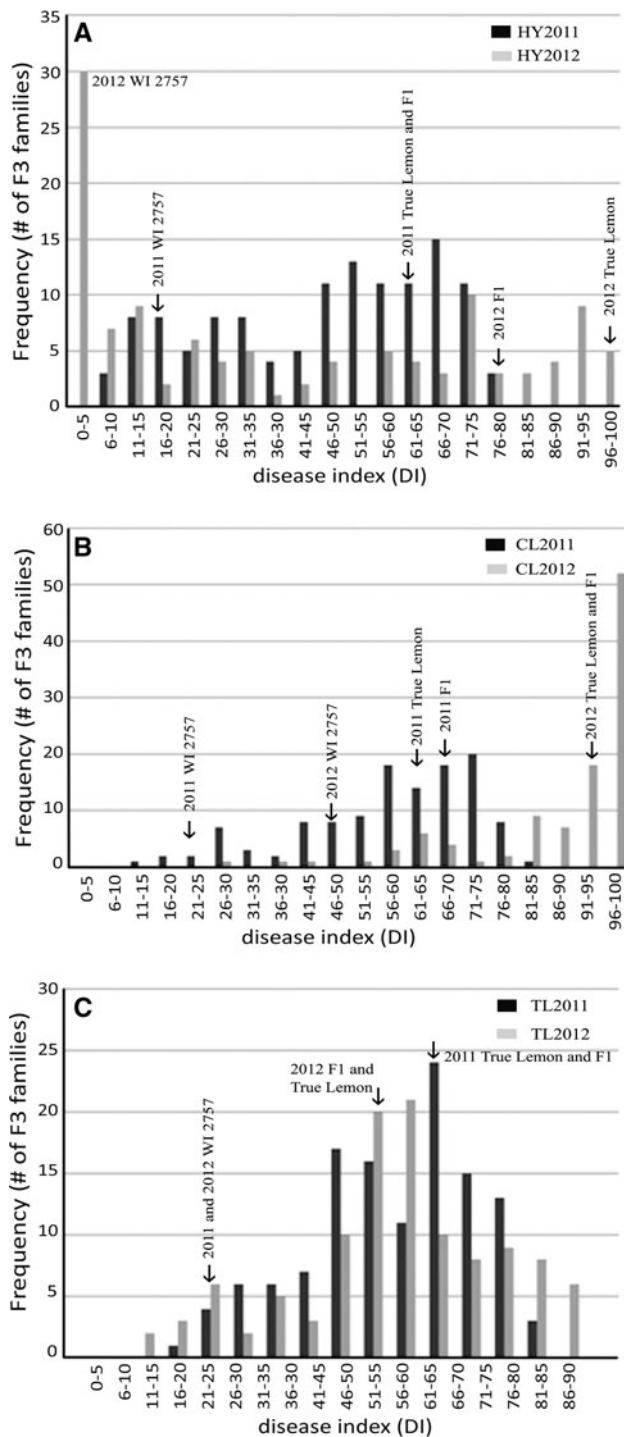 A
HY2011
HY2012
2012 WI 2757
2011 WI 2757
2011 True Lemon and F1
2012 F1
2012 True Lemon
Frequency (# of F3 families)
35
30
25
20
15
10
5
0
0-5
6-10
11-15
16-20
21-25
26-30
31-35
36-30
41-45
46-50
51-55
56-60
61-65
66-70
71-75
76-80
81-85
86-90
91-95
96-100
disease index (DI)
B
CL2011
CL2012
2011 WI 2757
2012 WI 2757
2011 True Lemon
2011 F1
2012 True Lemon and F1
Frequency (# of F3 families)
60
50
40
30
20
10
0
0-5
6-10
11-15
16-20
21-25
26-30
31-35
36-30
41-45
46-50
51-55
56-60
61-65
66-70
71-75
76-80
81-85
86-90
91-95
96-100
disease index (DI)
C
TL2011
TL2012
2011 and 2012 WI 2757
2012 F1 and
True Lemon
2011 True Lemon and F1
Frequency (# of F3 families)
30
25
20
15
10
5
0
0-5
6-10
11-15
16-20
21-25
26-30
31-35
36-30
41-45
46-50
51-55
56-60
61-65
66-70
71-75
76-80
81-85
86-90
disease index (DI)